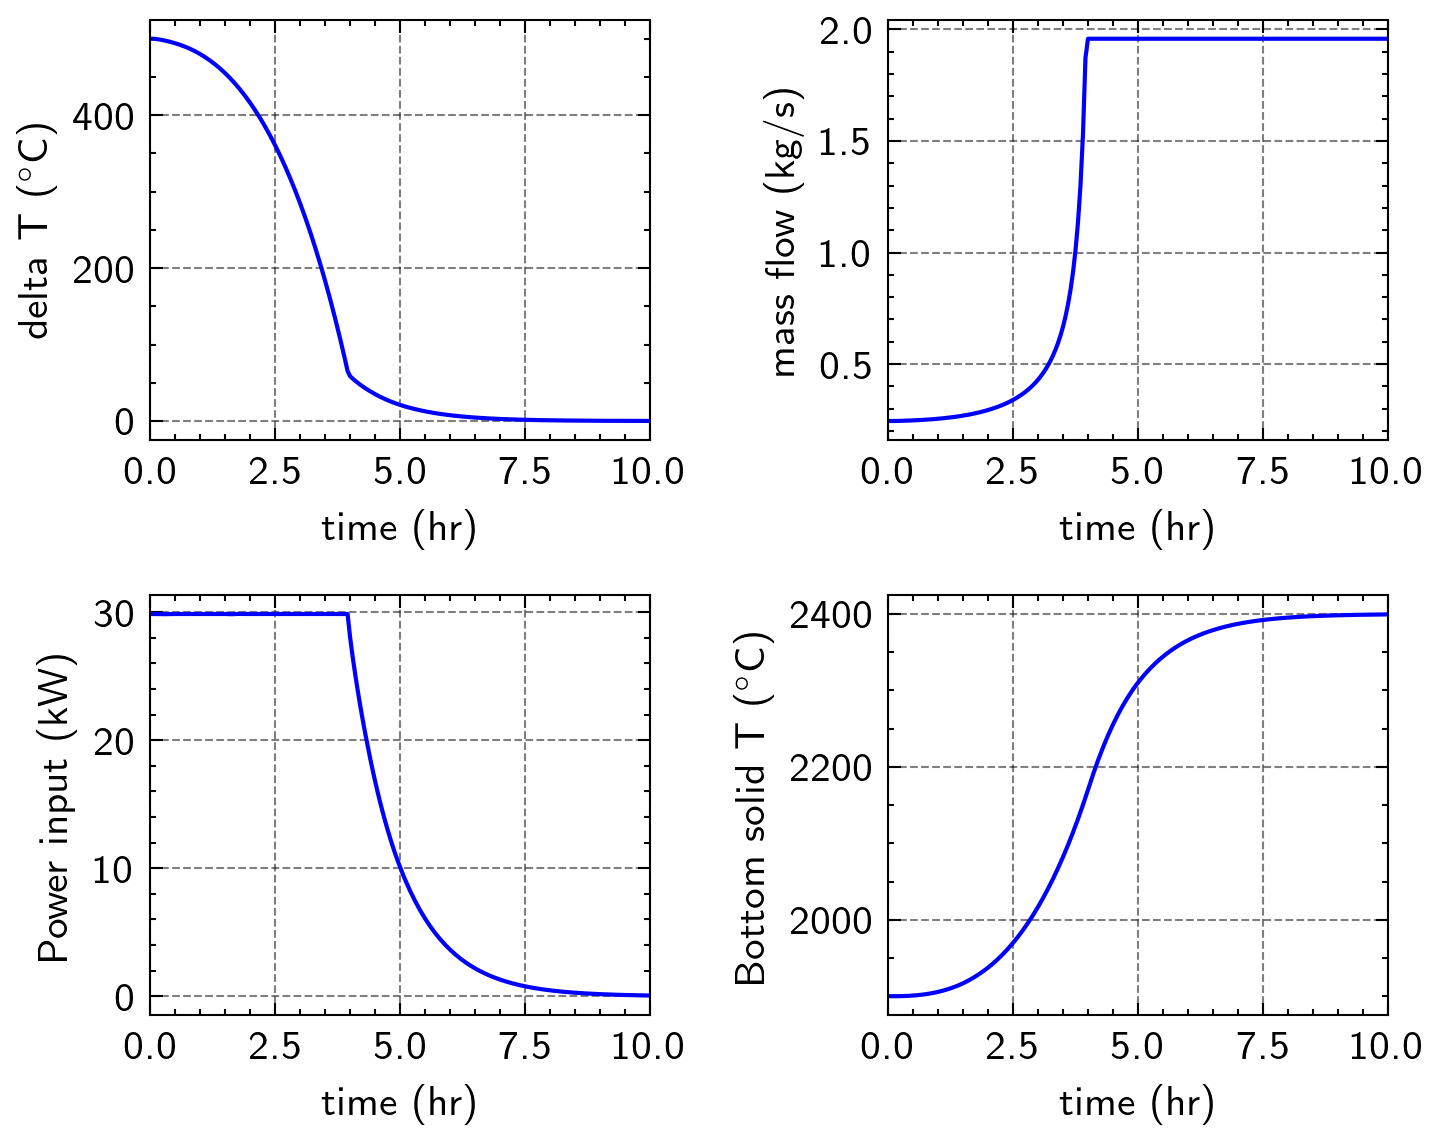 delta T (°C)
400
200
0
0.0 2.5 5.0 7.5 10.0
time (hr)
mass flow (kg/s)
2.0
1.5
1.0
0.5
0.0 2.5 5.0 7.5 10.0
time (hr)
Power input (kW)
30
20
10
0
0.0 2.5 5.0 7.5 10.0
time (hr)
Bottom solid T (°C)
2400
2200
2000
0.0 2.5 5.0 7.5 10.0
time (hr)